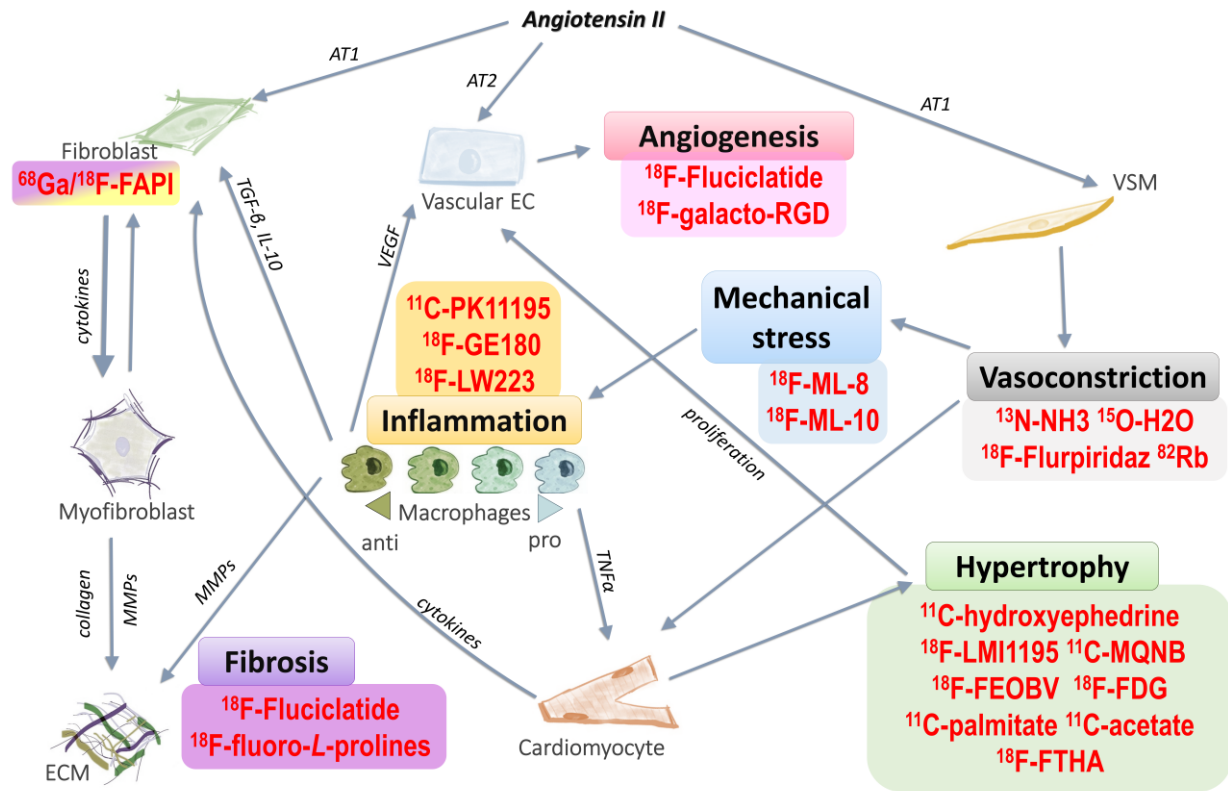 Angiotensin II
AT1
AT2
AT1
Fibroblast
⁶⁸Ga/¹⁸F-FAPI
Vascular EC
Angiogenesis
¹⁸F-Fluciclatide
¹⁸F-galacto-RGD
VSM
cytokines
TGF-β, IL-10
VEGF
¹¹C-PK11195
¹⁸F-GE180
¹⁸F-LW223
Inflammation
Mechanical
stress
¹⁸F-ML-8
¹⁸F-ML-10
Vasoconstriction
¹³N-NH3 ¹⁵O-H2O
¹⁸F-Flurpiridaz ⁸²Rb
proliferation
Myofibroblast
Macrophages
anti
pro
collagen
MMPs
MMPs
cytokines
TNFα
Hypertrophy
¹¹C-hydroxyephedrine
¹⁸F-LMI1195 ¹¹C-MQNB
¹⁸F-FEOBV ¹⁸F-FDG
¹¹C-palmitate ¹¹C-acetate
¹⁸F-FTHA
Fibrosis
¹⁸F-Fluciclatide
¹⁸F-fluoro-L-prolines
ECM
Cardiomyocyte